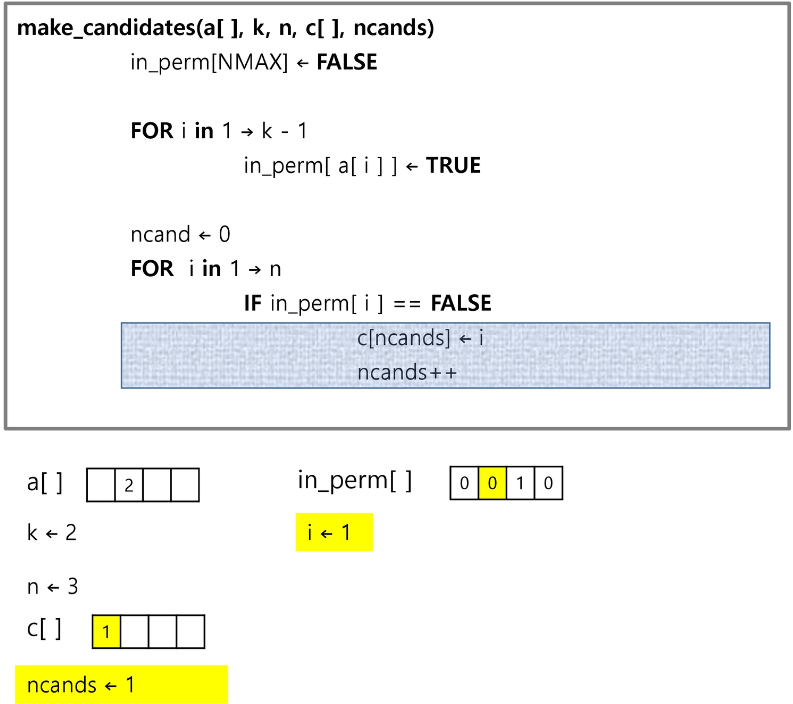 make_candidates(a[ ], k, n, c[ ], ncands)
in_perm[NMAX] ← FALSE
FOR i in 1 → k - 1
in_perm[ a[ i ] ] ← TRUE
ncand ← 0
FOR i in 1 → n
IF in_perm[ i ] == FALSE
c[ncands] ← i
ncands++
a[ ] 2 in_perm[ ] 0 0 1 0
k ← 2 i ← 1
n ← 3
c[ ] 1
ncands ← 1